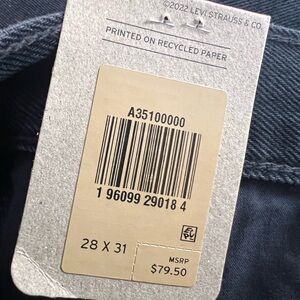 ©2022 LEVI STRAUSS & CO.
PRINTED ON RECYCLED PAPER
A35100000
1 96099 29018 4
28 X 31
MSRP
$79.50